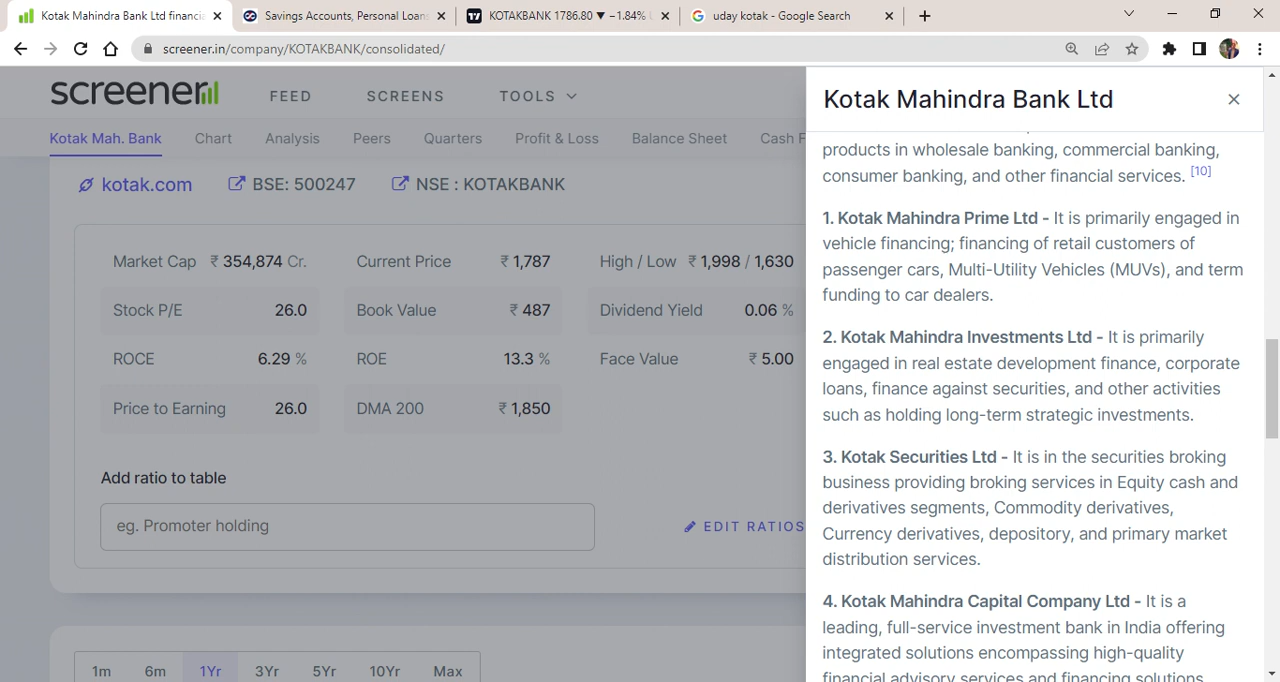 Kotak Mahindra Bank Ltd financia
Savings Accounts, Personal Loans
KOTAKBANK 1786.80 ▼ −1.84%
uday kotak - Google Search
screener.in/company/KOTAKBANK/consolidated/
screener
FEED
SCREENS
TOOLS
Kotak Mah. Bank
Chart
Analysis
Peers
Quarters
Profit & Loss
Balance Sheet
Cash F
kotak.com
BSE: 500247
NSE : KOTAKBANK
Market Cap ₹ 354,874 Cr.
Current Price ₹ 1,787
High / Low ₹ 1,998 / 1,630
Stock P/E 26.0
Book Value ₹ 487
Dividend Yield 0.06 %
ROCE 6.29 %
ROE 13.3 %
Face Value ₹ 5.00
Price to Earning 26.0
DMA 200 ₹ 1,850
Add ratio to table
eg. Promoter holding
EDIT RATIOS
1m
6m
1Yr
3Yr
5Yr
10Yr
Max
Kotak Mahindra Bank Ltd
products in wholesale banking, commercial banking,
consumer banking, and other financial services. [10]
1. Kotak Mahindra Prime Ltd - It is primarily engaged in
vehicle financing; financing of retail customers of
passenger cars, Multi-Utility Vehicles (MUVs), and term
funding to car dealers.
2. Kotak Mahindra Investments Ltd - It is primarily
engaged in real estate development finance, corporate
loans, finance against securities, and other activities
such as holding long-term strategic investments.
3. Kotak Securities Ltd - It is in the securities broking
business providing broking services in Equity cash and
derivatives segments, Commodity derivatives,
Currency derivatives, depository, and primary market
distribution services.
4. Kotak Mahindra Capital Company Ltd - It is a
leading, full-service investment bank in India offering
integrated solutions encompassing high-quality
financial advisory services and financing solutions